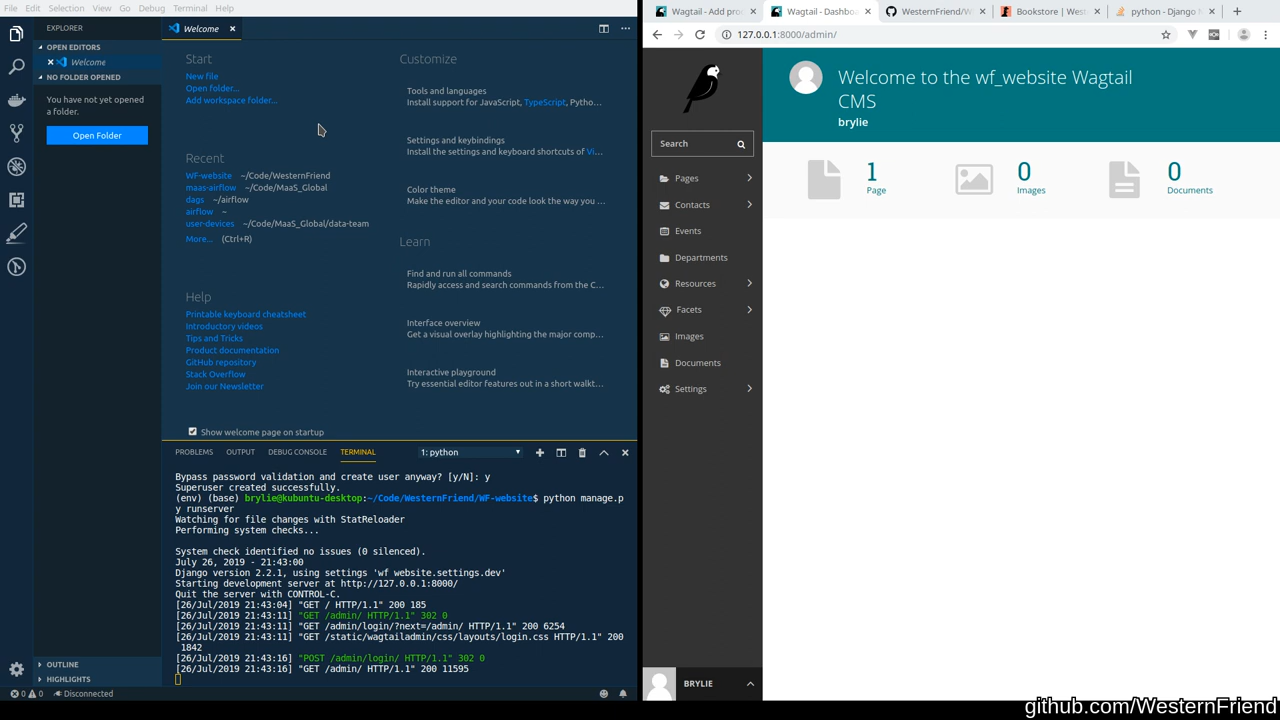 File Edit Selection View Go Debug Terminal Help
EXPLORER
OPEN EDITORS
Welcome
NO FOLDER OPENED
You have not yet opened
a folder.
Open Folder
OUTLINE
HIGHLIGHTS
0 0 Disconnected
Welcome
Start
New file
Open folder...
Add workspace folder...
Recent
WF-website ~/Code/WesternFriend
maas-airflow ~/Code/MaaS_Global
dags ~/airflow
airflow ~
user-devices ~/Code/MaaS_Global/data-team
More... (Ctrl+R)
Help
Printable keyboard cheatsheet
Introductory videos
Tips and Tricks
Product documentation
GitHub repository
Stack Overflow
Join our Newsletter
Show welcome page on startup
Customize
Tools and languages
Install support for JavaScript, TypeScript, Pytho...
Settings and keybindings
Install the settings and keyboard shortcuts of Vi...
Color theme
Make the editor and your code look the way you ...
Learn
Find and run all commands
Rapidly access and search commands from the C...
Interface overview
Get a visual overlay highlighting the major comp...
Interactive playground
Try essential editor features out in a short walkt...
PROBLEMS OUTPUT DEBUG CONSOLE TERMINAL 1: python
Bypass password validation and create user anyway? [y/N]: y
Superuser created successfully.
(env) (base) brylie@kubuntu-desktop:~/Code/WesternFriend/WF-website$ python manage.p
y runserver
Watching for file changes with StatReloader
Performing system checks...
System check identified no issues (0 silenced).
July 26, 2019 - 21:43:00
Django version 2.2.1, using settings 'wf_website.settings.dev'
Starting development server at http://127.0.0.1:8000/
Quit the server with CONTROL-C.
[26/Jul/2019 21:43:04] "GET / HTTP/1.1" 200 185
[26/Jul/2019 21:43:11] "GET /admin/ HTTP/1.1" 302 0
[26/Jul/2019 21:43:11] "GET /admin/login/?next=/admin/ HTTP/1.1" 200 6254
[26/Jul/2019 21:43:11] "GET /static/wagtailadmin/css/layouts/login.css HTTP/1.1" 200
1842
[26/Jul/2019 21:43:16] "POST /admin/login/ HTTP/1.1" 302 0
[26/Jul/2019 21:43:16] "GET /admin/ HTTP/1.1" 200 11595
Wagtail - Add pro Wagtail - Dashboa WesternFriend/W Bookstore | Weste python - Django N
127.0.0.1:8000/admin/
Search
Pages
Contacts
Events
Departments
Resources
Facets
Images
Documents
Settings
BRYLIE
Welcome to the wf_website Wagtail
CMS
brylie
1
Page
0
Images
0
Documents
github.com/WesternFriend